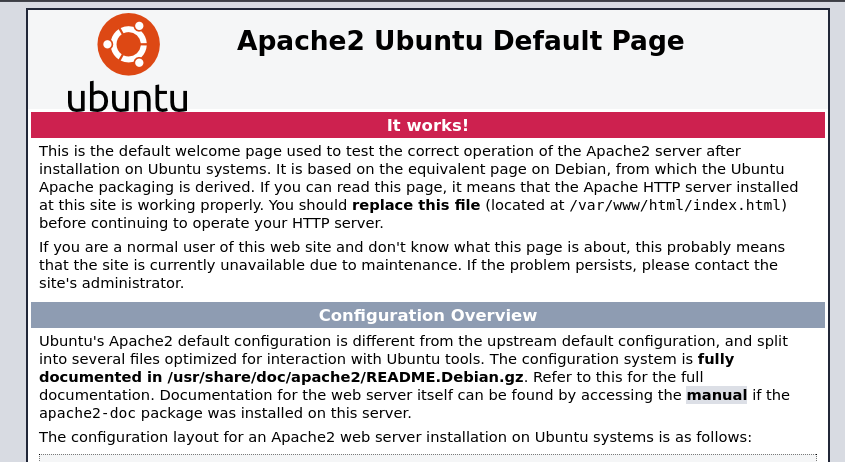 ubuntu
Apache2 Ubuntu Default Page
It works!
This is the default welcome page used to test the correct operation of the Apache2 server after
installation on Ubuntu systems. It is based on the equivalent page on Debian, from which the Ubuntu
Apache packaging is derived. If you can read this page, it means that the Apache HTTP server installed
at this site is working properly. You should replace this file (located at /var/www/html/index.html)
before continuing to operate your HTTP server.
If you are a normal user of this web site and don't know what this page is about, this probably means
that the site is currently unavailable due to maintenance. If the problem persists, please contact the
site's administrator.
Configuration Overview
Ubuntu's Apache2 default configuration is different from the upstream default configuration, and split
into several files optimized for interaction with Ubuntu tools. The configuration system is fully
documented in /usr/share/doc/apache2/README.Debian.gz. Refer to this for the full
documentation. Documentation for the web server itself can be found by accessing the manual if the
apache2-doc package was installed on this server.
The configuration layout for an Apache2 web server installation on Ubuntu systems is as follows: